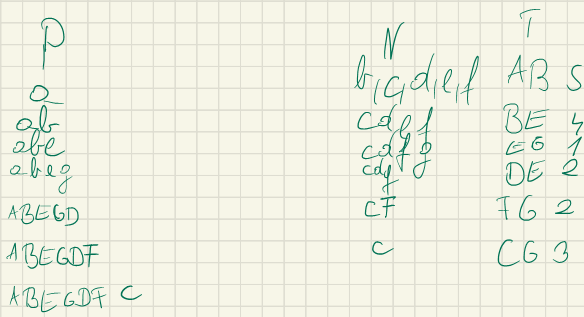 P N T
a b,c,d,e,f AB 5
ab cdef BE 4
abe cdfg EG 1
abeg cdf DE 2
ABEGD CF FG 2
ABEGDF C CG 3
ABEGDF C